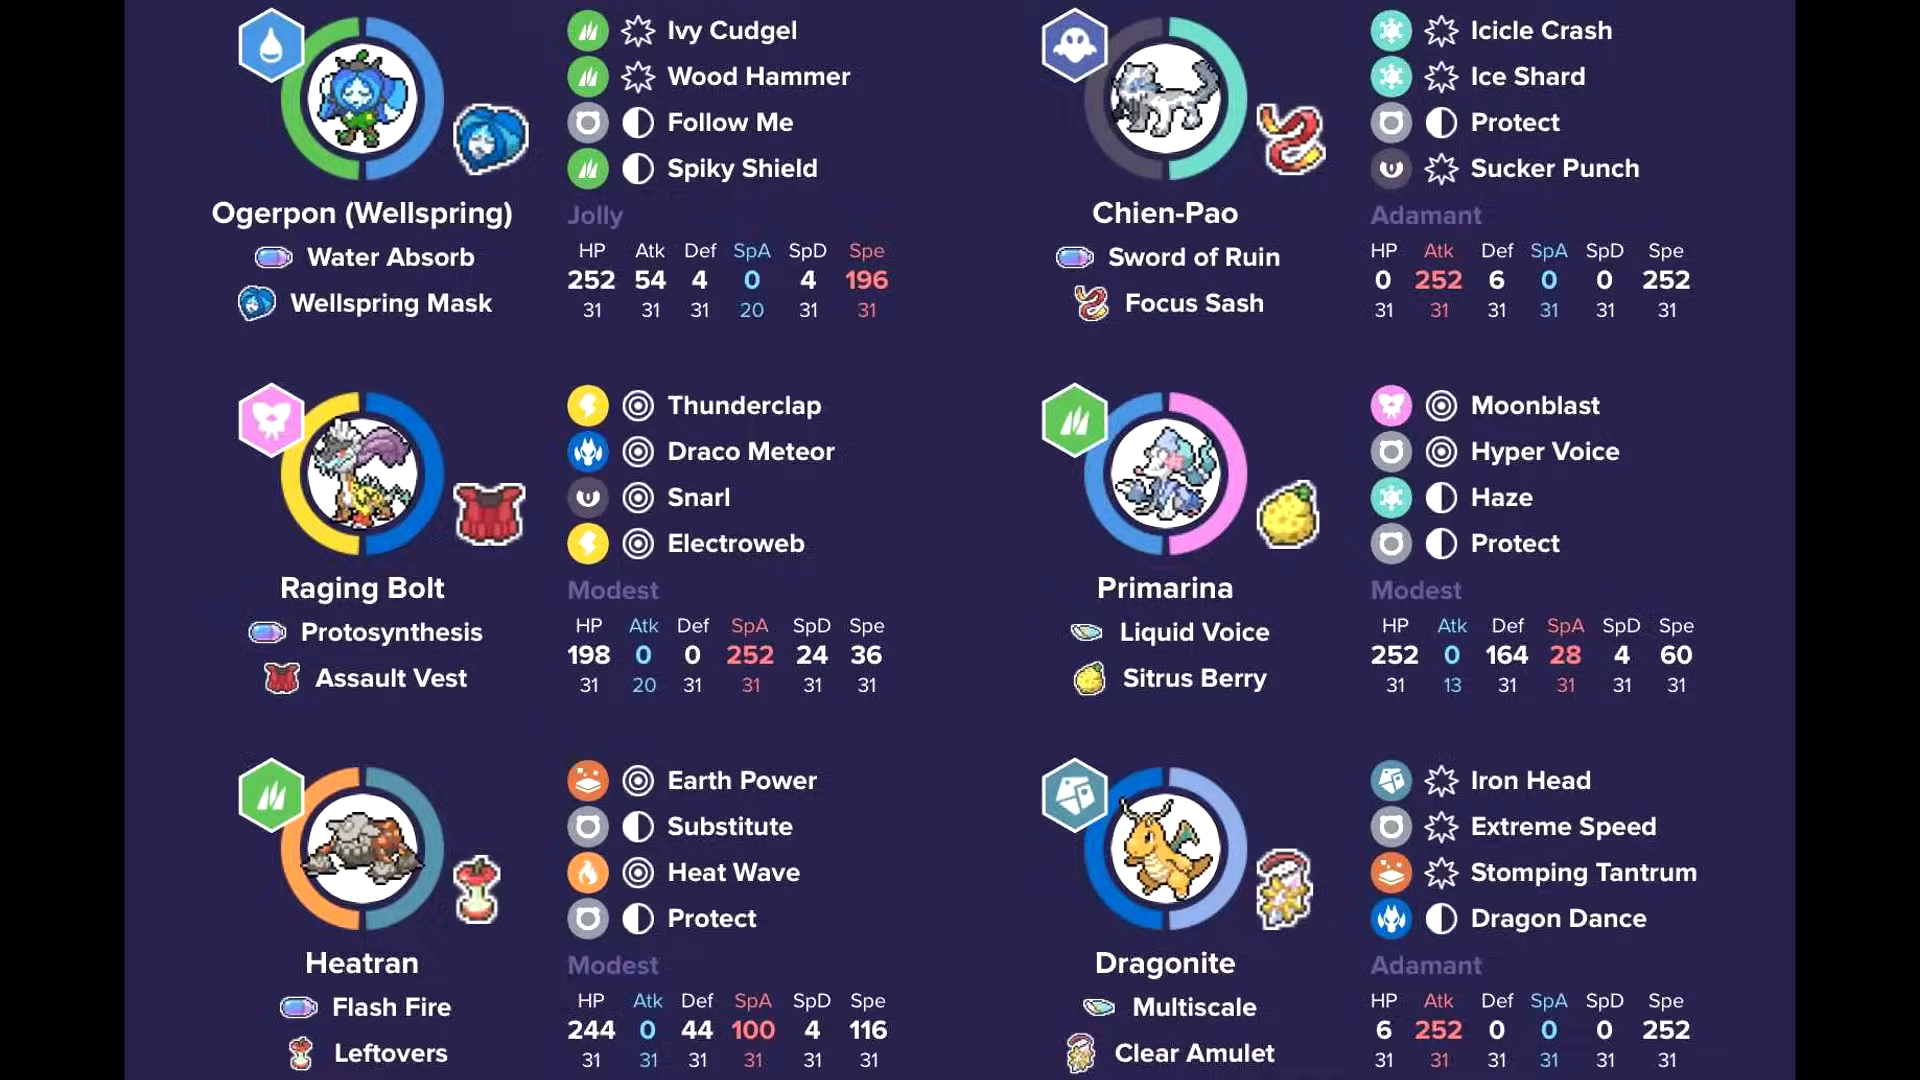 Ivy Cudgel
Wood Hammer
Follow Me
Spiky Shield
Ogerpon (Wellspring)
Jolly
Water Absorb
Wellspring Mask
HP Atk Def SpA SpD Spe
252 54 4 0 4 196
31 31 31 20 31 31
Icicle Crash
Ice Shard
Protect
Sucker Punch
Chien-Pao
Adamant
Sword of Ruin
Focus Sash
HP Atk Def SpA SpD Spe
0 252 6 0 0 252
31 31 31 31 31 31
Thunderclap
Draco Meteor
Snarl
Electroweb
Raging Bolt
Modest
Protosynthesis
Assault Vest
HP Atk Def SpA SpD Spe
198 0 0 252 24 36
31 20 31 31 31 31
Moonblast
Hyper Voice
Haze
Protect
Primarina
Modest
Liquid Voice
Sitrus Berry
HP Atk Def SpA SpD Spe
252 0 164 28 4 60
31 13 31 31 31 31
Earth Power
Substitute
Heat Wave
Protect
Heatran
Modest
Flash Fire
Leftovers
HP Atk Def SpA SpD Spe
244 0 44 100 4 116
31 31 31 31 31 31
Iron Head
Extreme Speed
Stomping Tantrum
Dragon Dance
Dragonite
Adamant
Multiscale
Clear Amulet
HP Atk Def SpA SpD Spe
6 252 0 0 0 252
31 31 31 31 31 31